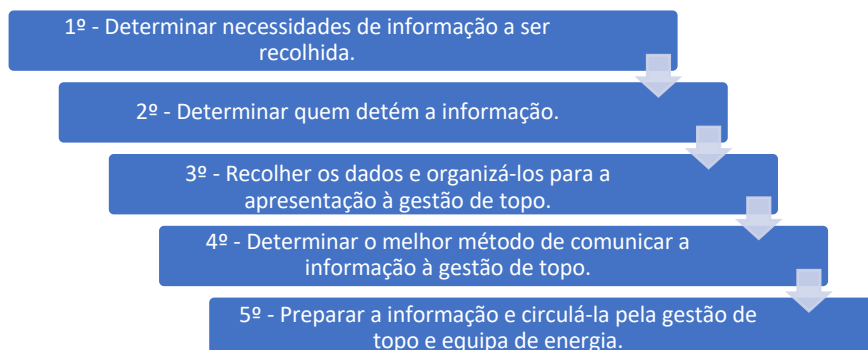 1º - Determinar necessidades de informação a ser
recolhida.
2º - Determinar quem detém a informação.
3º - Recolher os dados e organizá-los para a
apresentação à gestão de topo.
4º - Determinar o melhor método de comunicar a
informação à gestão de topo.
5º - Preparar a informação e circulá-la pela gestão de
topo e equipa de energia.